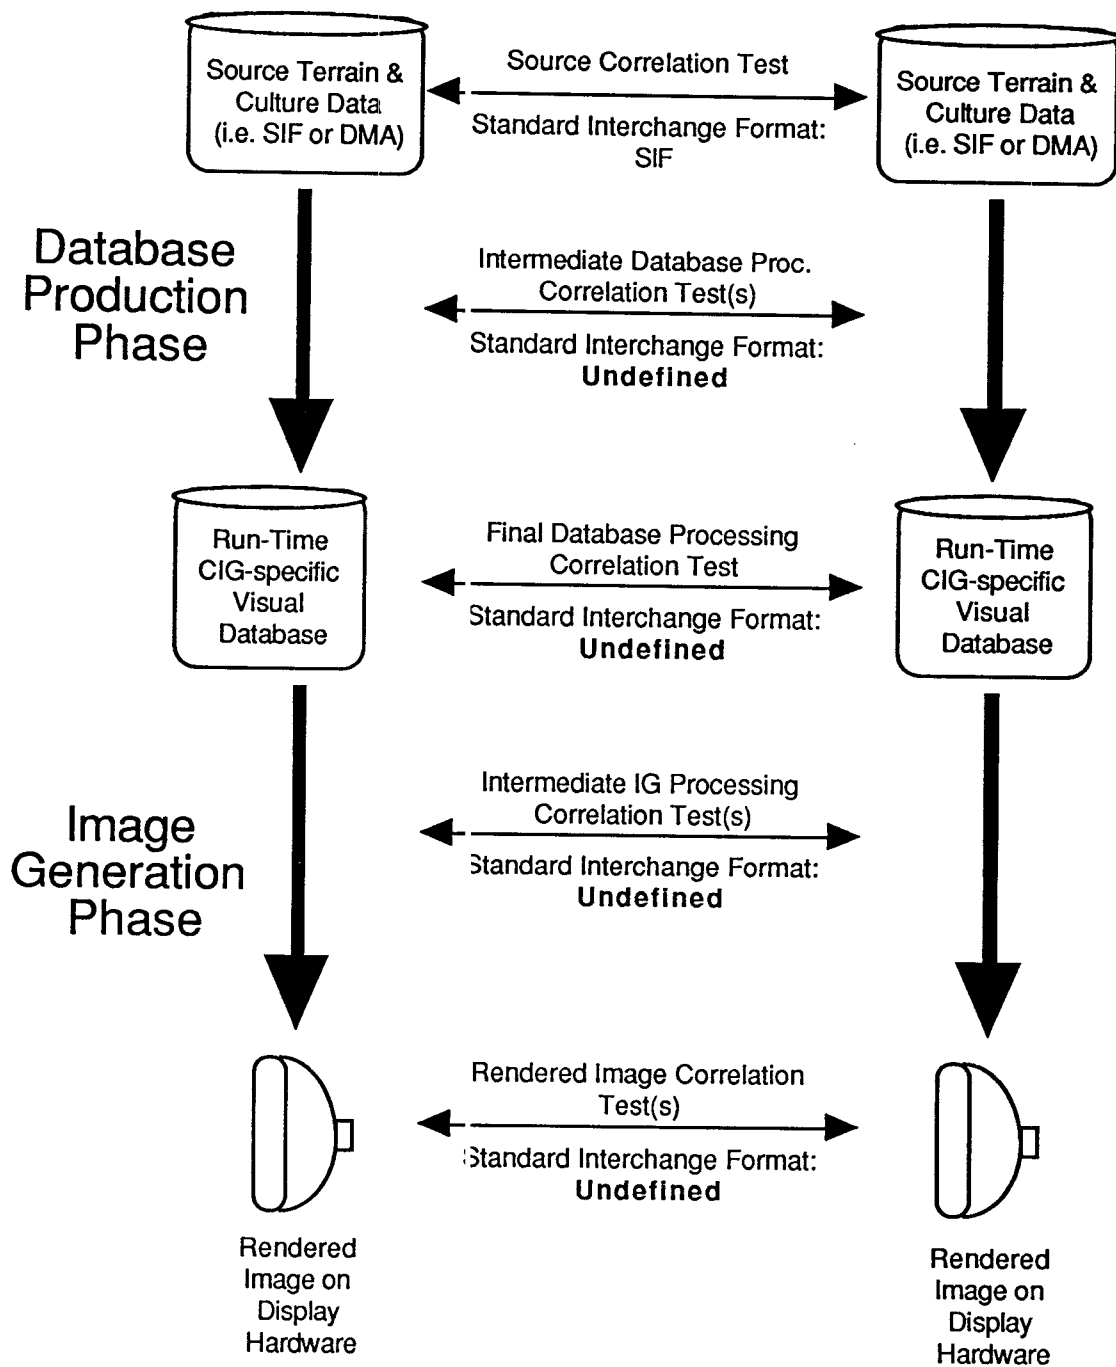 Source Terrain &
Culture Data
(i.e. SIF or DMA)
Source Correlation Test
Standard Interchange Format:
SIF
Source Terrain &
Culture Data
(i.e. SIF or DMA)
Database
Production
Phase
Intermediate Database Proc.
Correlation Test(s)
Standard Interchange Format:
Undefined
Run-Time
CIG-specific
Visual
Database
Final Database Processing
Correlation Test
Standard Interchange Format:
Undefined
Run-Time
CIG-specific
Visual
Database
Image
Generation
Phase
Intermediate IG Processing
Correlation Test(s)
Standard Interchange Format:
Undefined
Rendered Image Correlation
Test(s)
Standard Interchange Format:
Undefined
Rendered
Image on
Display
Hardware
Rendered
Image on
Display
Hardware